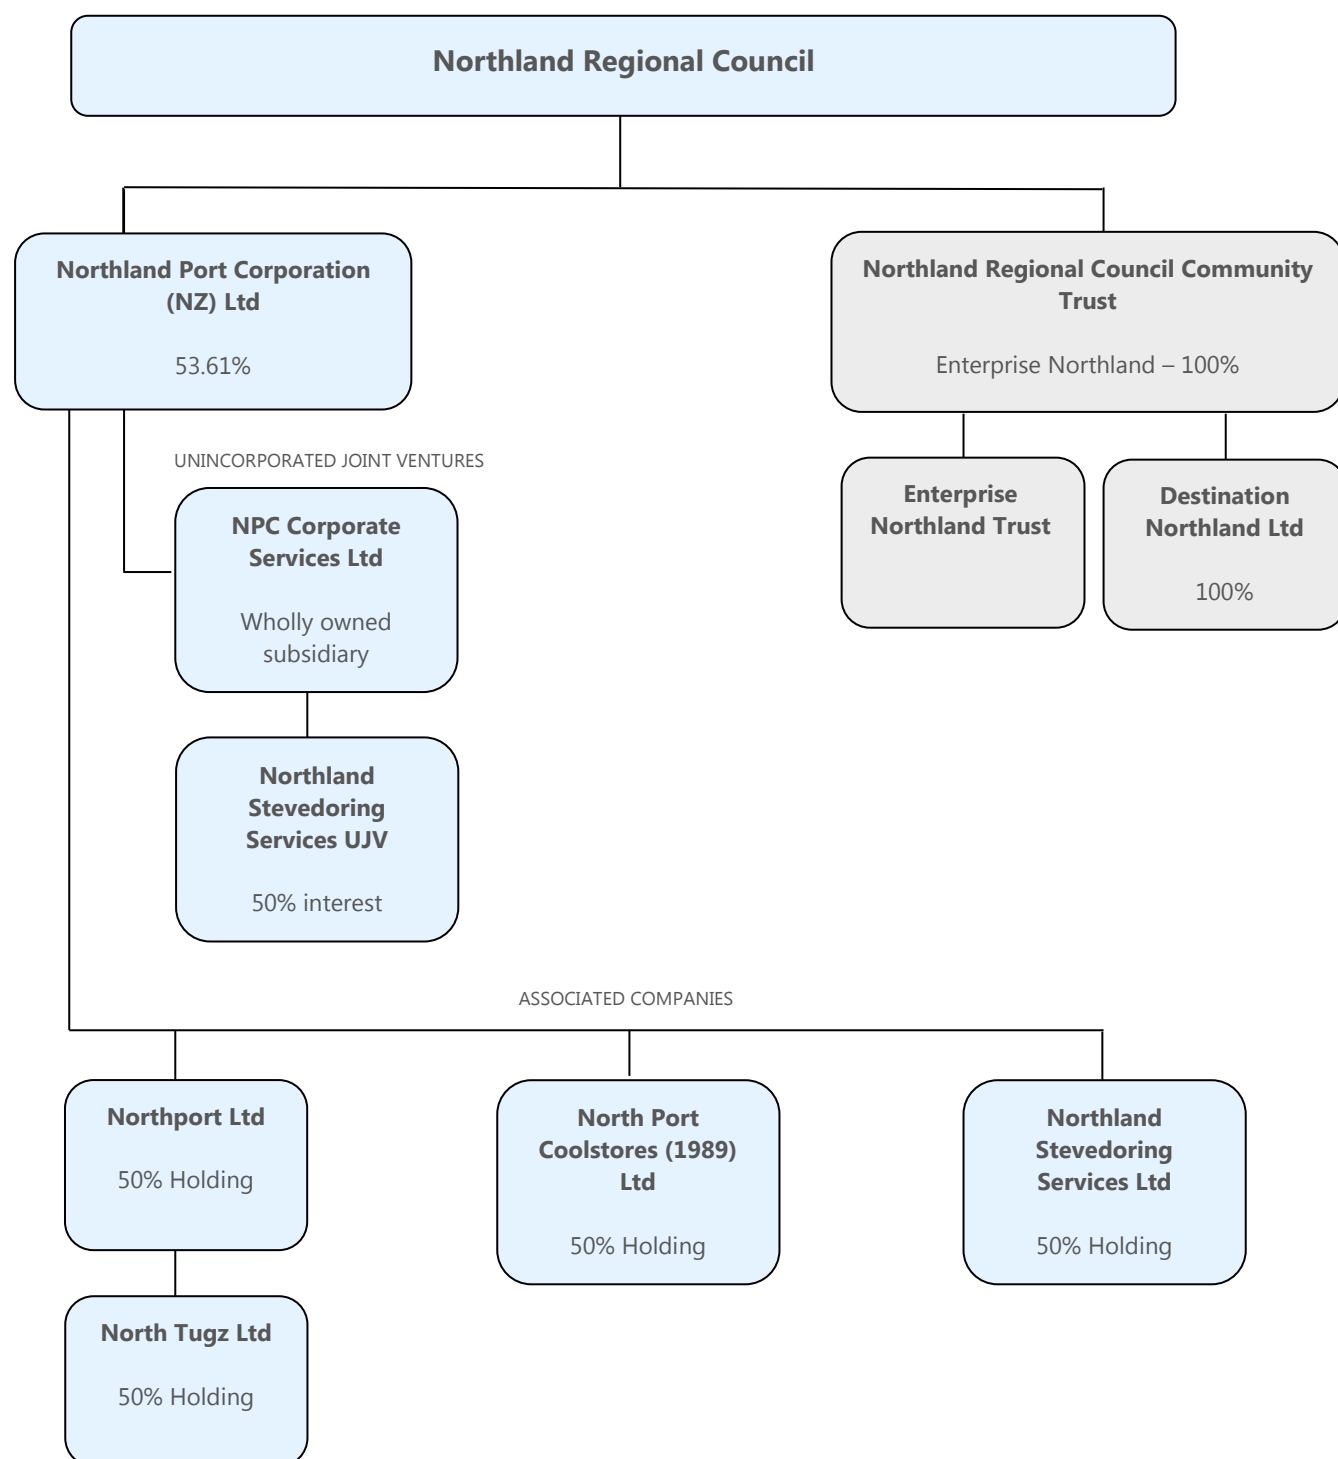 Northland Regional Council
Northland Port Corporation
(NZ) Ltd
53.61%
Northland Regional Council Community
Trust
Enterprise Northland – 100%
UNINCORPORATED JOINT VENTURES
NPC Corporate
Services Ltd
Wholly owned
subsidiary
Enterprise
Northland Trust
Destination
Northland Ltd
100%
Northland
Stevedoring
Services UJV
50% interest
ASSOCIATED COMPANIES
Northport Ltd
50% Holding
North Port
Coolstores (1989)
Ltd
50% Holding
Northland
Stevedoring
Services Ltd
50% Holding
North Tugz Ltd
50% Holding